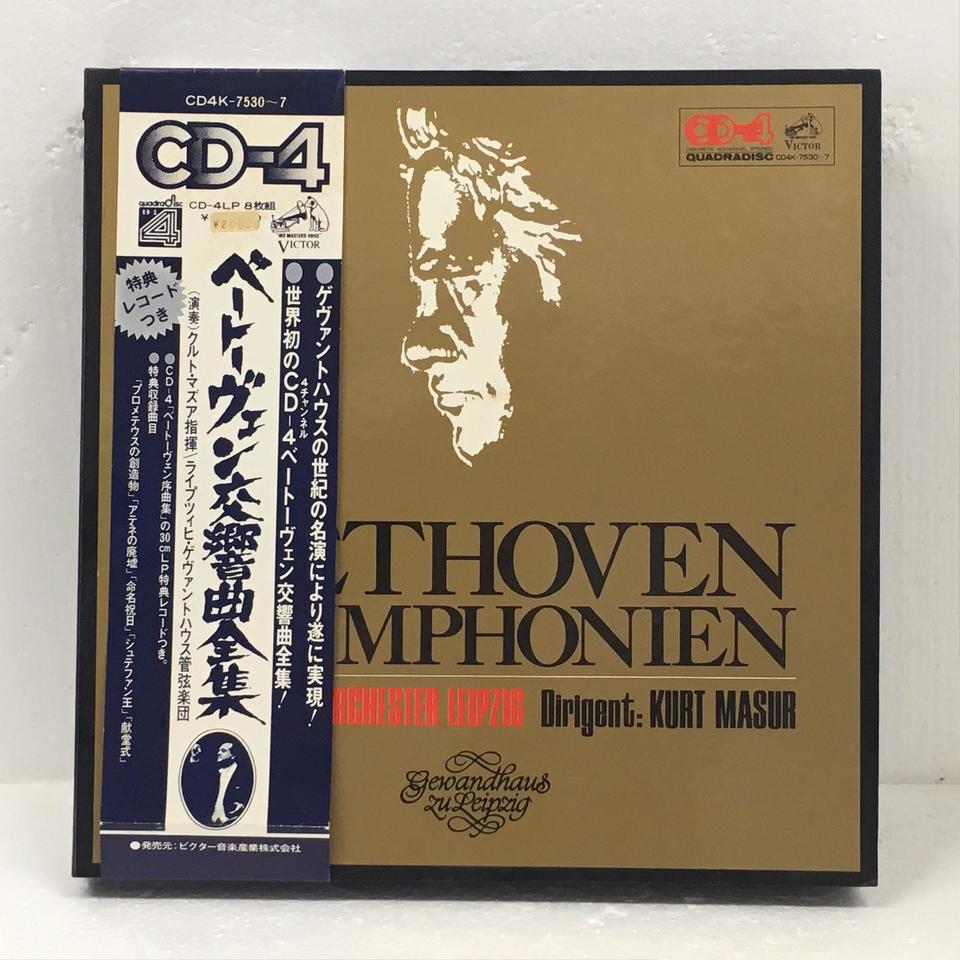 CD4K-7530～7
CD-4
quadradisc
CD-4LP 8枚組
4
"HIS MASTER'S VOICE"
VICTOR
●ゲヴァントハウスの世紀の名演により遂に実現！
●世界初のCD-4ベートーヴェン交響曲全集！
4チャンネル
ベートーヴェン交響曲全集
(演奏)クルト・マズア指揮/ライプツィヒ・ゲヴァントハウス管弦楽団
特典
レコード
つき
●CD-4「ベートーヴェン序曲集」の30cmLP特典レコードつき。
●特典収録曲目
「プロメテウスの創造物」「アテネの廃墟」「命名祝日」「シュテファン王」「献堂式」
●発売元：ビクター音楽産業株式会社
CD-4
DISCRETE 4CHANNEL STEREO
QUADRADISC CD4K-7530~7
VICTOR
ETHOVEN
MPHONIEN
RCHESTER LEIPZIG Dirigent: KURT MASUR
Gewandhaus
zu Leipzig